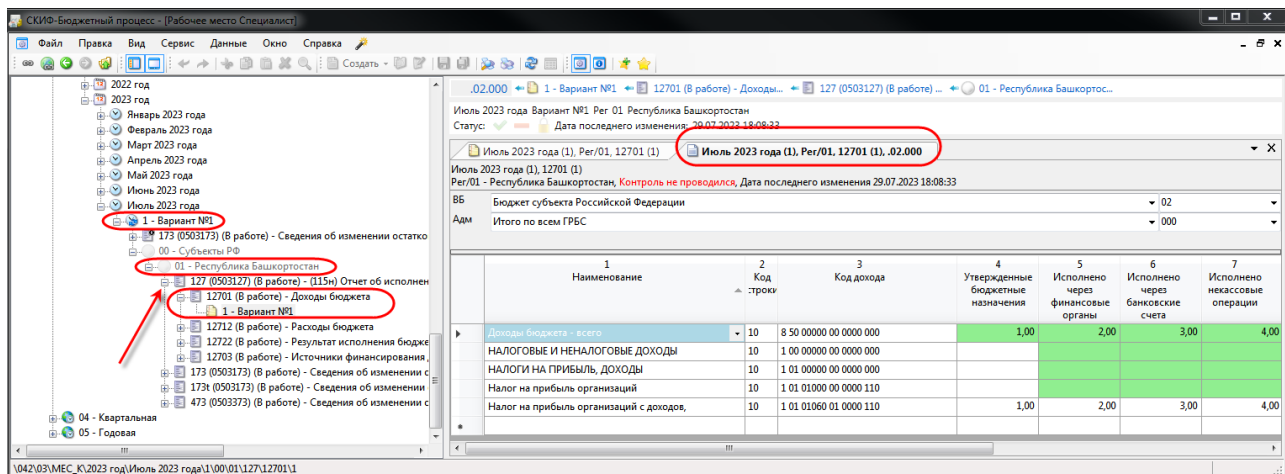 СКИФ-Бюджетный процесс - [Рабочее место Специалист]
Файл Правка Вид Сервис Данные Окно Справка
Создать
2022 год
2023 год
Январь 2023 года
Февраль 2023 года
Март 2023 года
Апрель 2023 года
Май 2023 года
Июнь 2023 года
Июль 2023 года
1 - Вариант №1
173 (0503173) (В работе) - Сведения об изменении остатко
00 - Субъекты РФ
01 - Республика Башкортостан
127 (0503127) (В работе) - (115н) Отчет об исполнен
12701 (В работе) - Доходы бюджета
1 - Вариант №1
12712 (В работе) - Расходы бюджета
12722 (В работе) - Результат исполнения бюдже
12703 (В работе) - Источники финансирования
173 (0503173) (В работе) - Сведения об изменении с
173t (0503173) (В работе) - Сведения об изменении
473 (0503373) (В работе) - Сведения об изменении с
04 - Квартальная
05 - Годовая
.02.000 1 - Вариант №1 12701 (В работе) - Доходы... 127 (0503127) (В работе) ... 01 - Республика Башкортос...
Июль 2023 года Вариант №1 Рег 01 Республика Башкортостан
Статус: Дата последнего изменения: 29.07.2023 18:08:33
Июль 2023 года (1), Рег/01, 12701 (1) Июль 2023 года (1), Рег/01, 12701 (1), .02.000
Июль 2023 года (1), 12701 (1)
Рег/01 - Республика Башкортостан, Контроль не проводился, Дата последнего изменения 29.07.2023 18:08:33
ВБ Бюджет субъекта Российской Федерации 02
Адм Итого по всем ГРБС 000
1 2 3 4 5 6 7
Наименование Код строки Код дохода Утвержденные бюджетные назначения Исполнено через финансовые органы Исполнено через банковские счета Исполнено некассовые операции
Доходы бюджета - всего 10 8 50 00000 00 0000 000 1,00 2,00 3,00 4,00
НАЛОГОВЫЕ И НЕНАЛОГОВЫЕ ДОХОДЫ 10 1 00 00000 00 0000 000
НАЛОГИ НА ПРИБЫЛЬ, ДОХОДЫ 10 1 01 00000 00 0000 000
Налог на прибыль организаций 10 1 01 01000 00 0000 110
Налог на прибыль организаций с доходов, 10 1 01 01060 01 0000 110 1,00 2,00 3,00 4,00
\042\03\MEC_K\2023 год\Июль 2023 года\1\00\01\127\12701\1